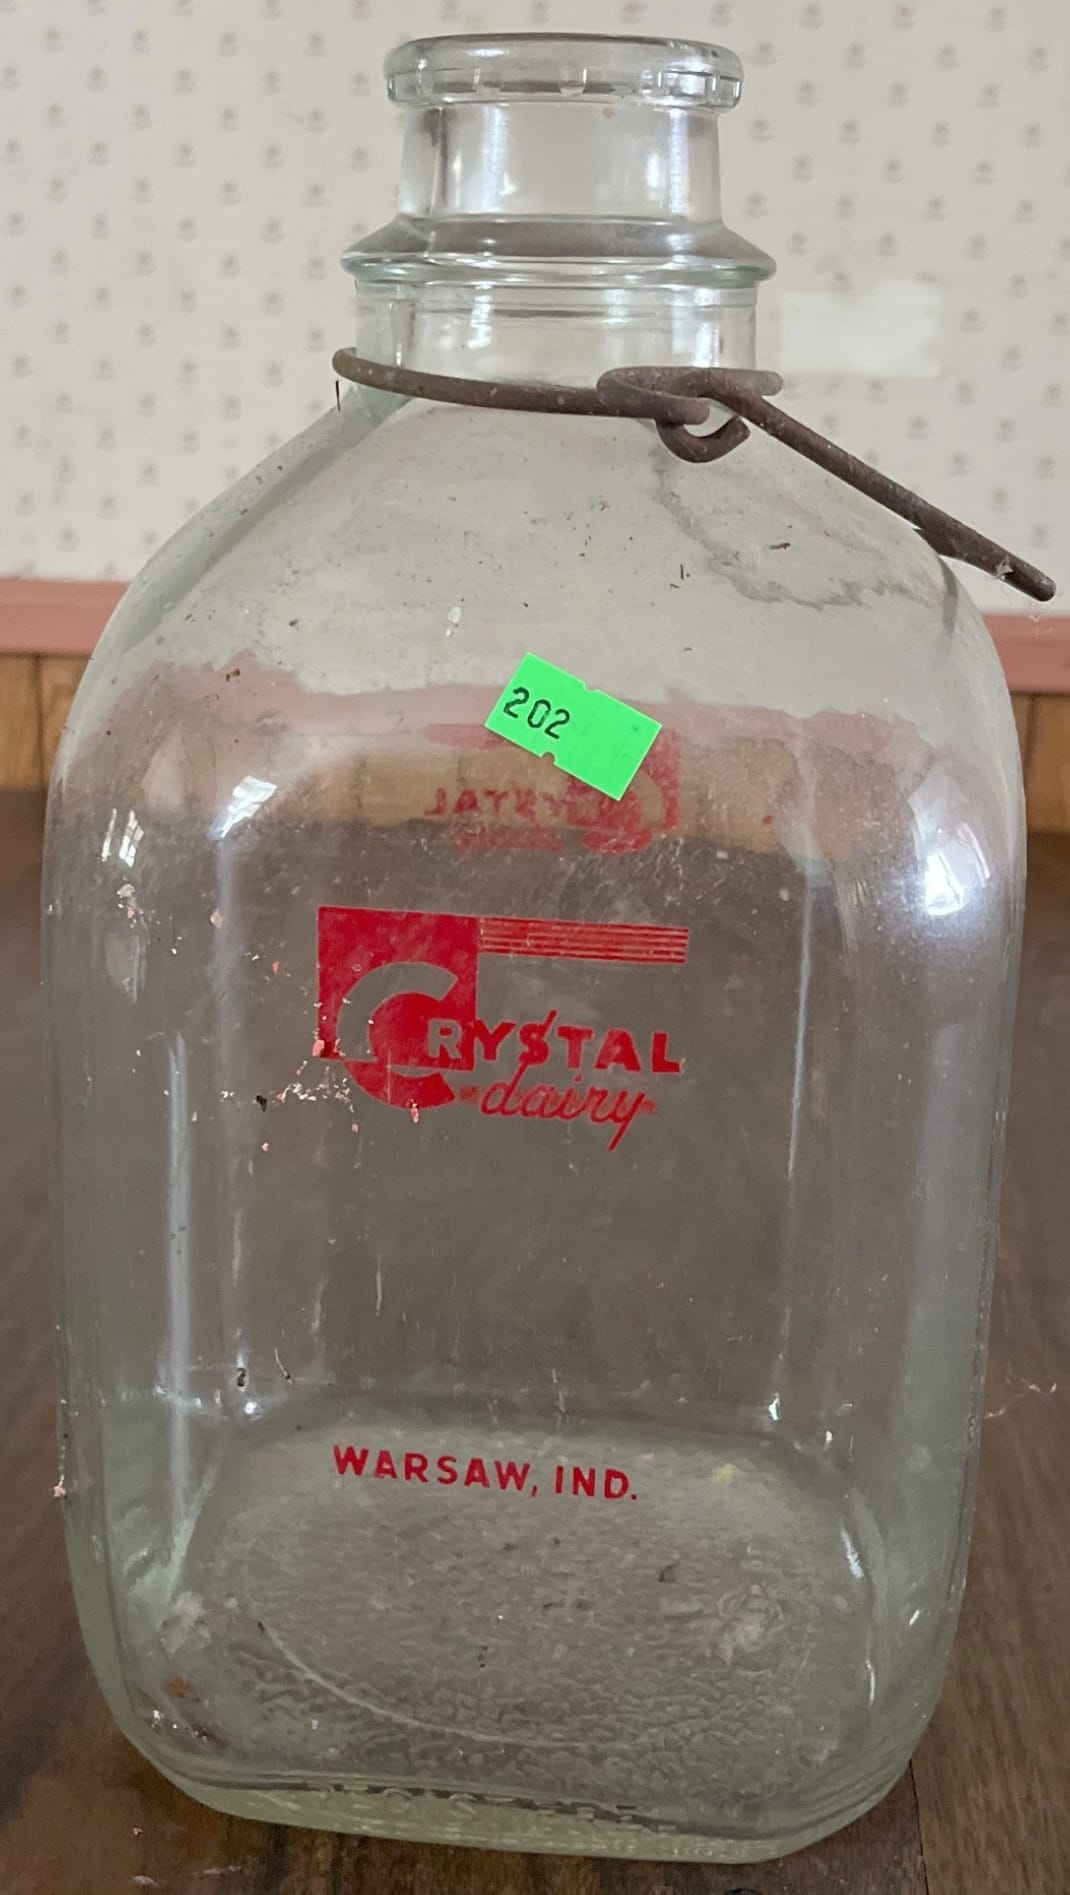 202
CRYSTAL
dairy
WARSAW, IND.